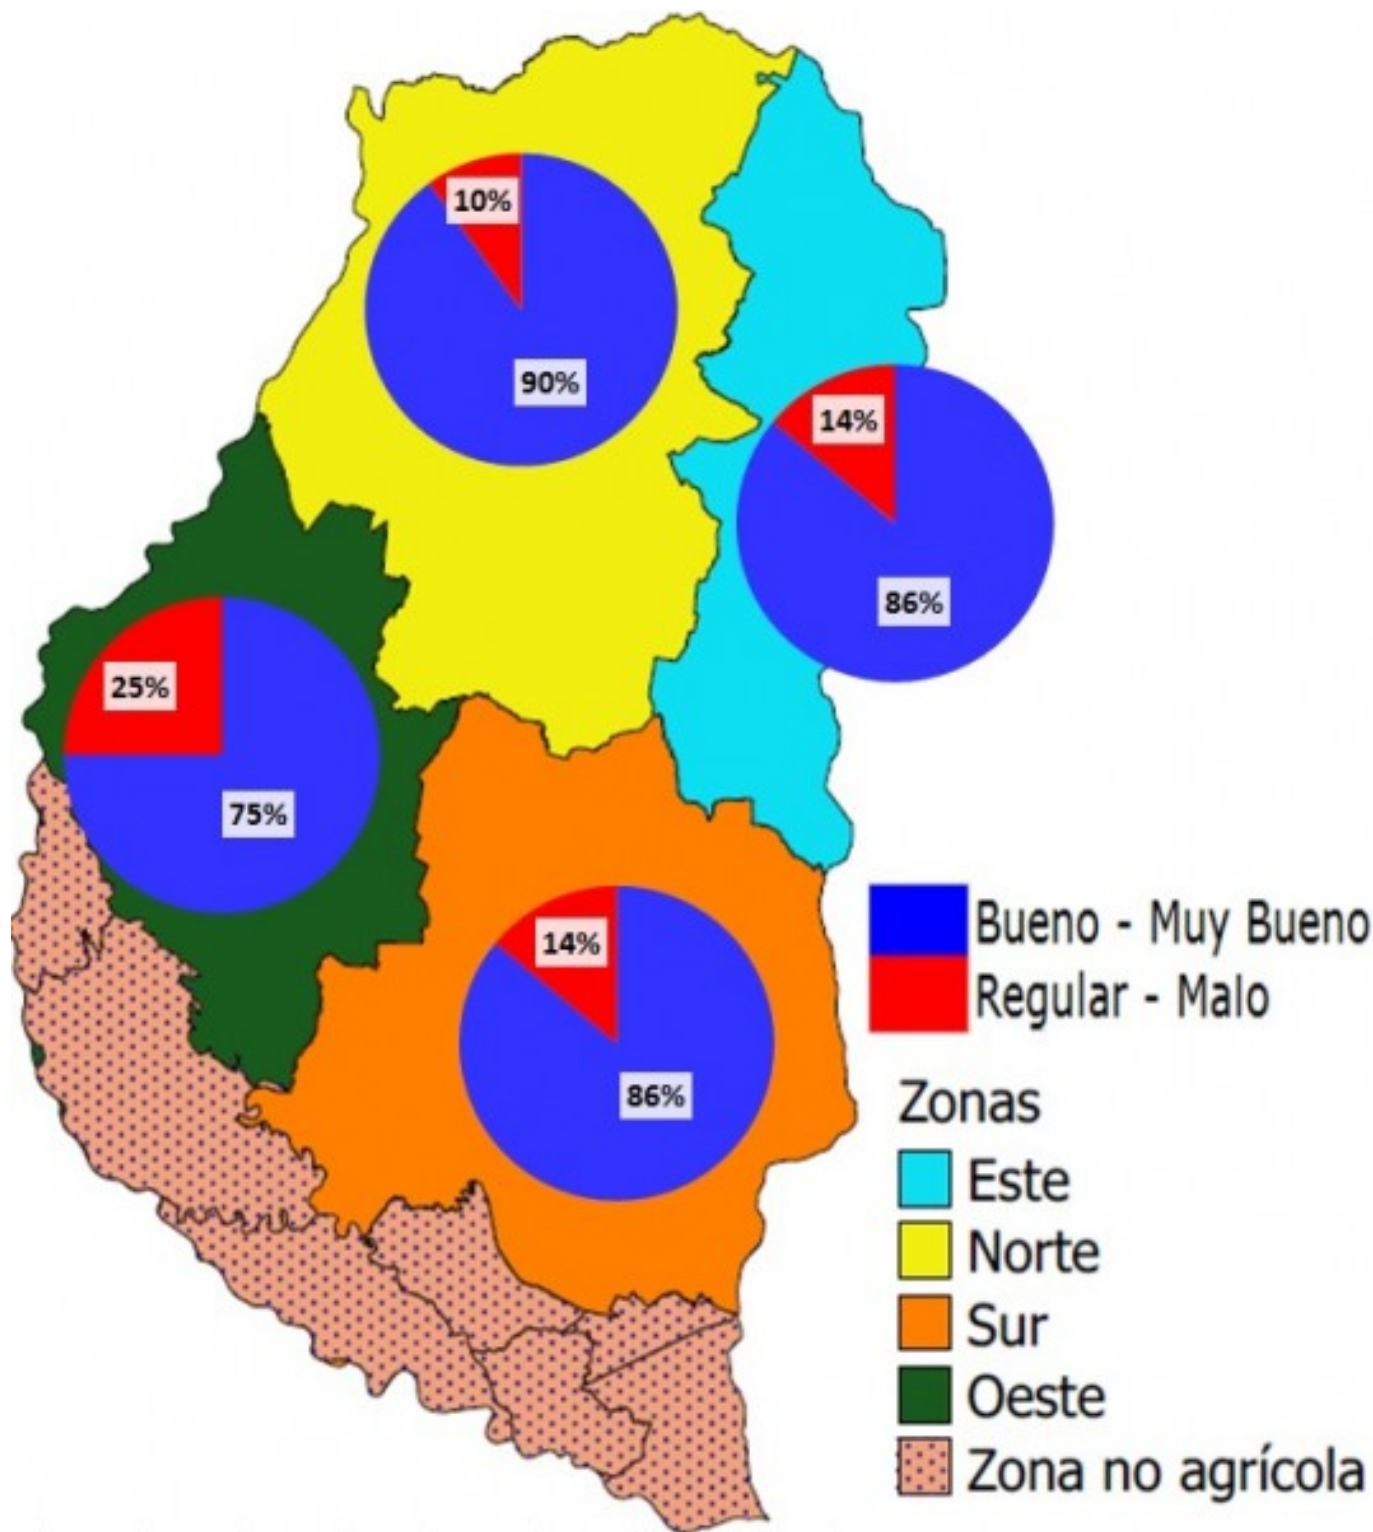 10%
90%
14%
86%
25%
75%
14%
86%
Bueno - Muy Bueno
Regular - Malo
Zonas
Este
Norte
Sur
Oeste
Zona no agrícola